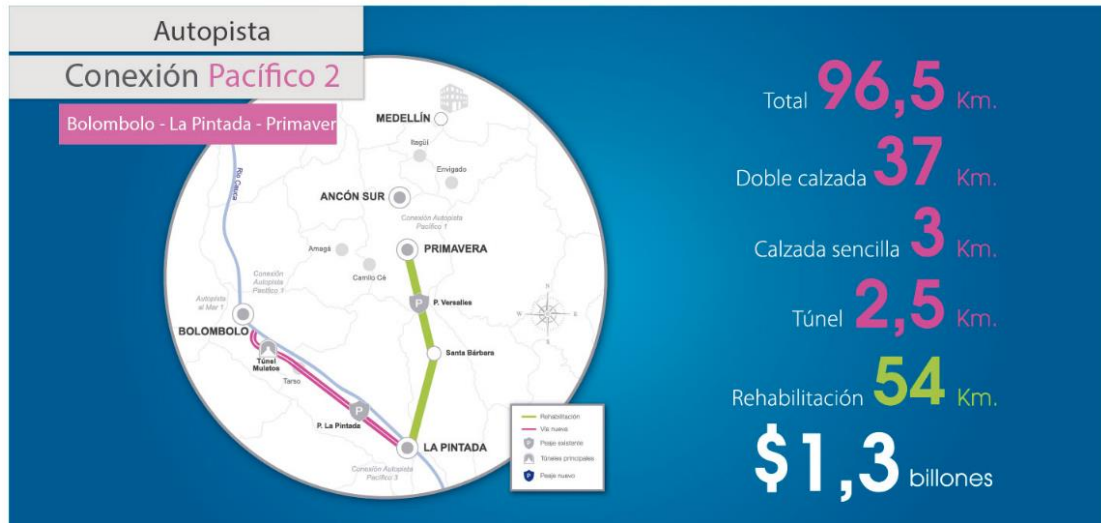 Autopista
Conexión Pacífico 2
Bolombolo - La Pintada - Primaver
MEDELLÍN
Itagüí
Envigado
ANCÓN SUR
Conexión Autopista
Pacífico 1
PRIMAVERA
Amagá
Camilo Cé
Río Cauca
P. Versalles
Conexión
Autopista
Pacífico 1
Autopista
al Mar 1
BOLOMBOLO
Túnel
Mulatos
Tarso
Santa Bárbara
P. La Pintada
LA PINTADA
Conexión Autopista
Pacífico 3
N
W
E
S
Rehabilitación
Vía nueva
Peaje existente
Túneles principales
Peaje nuevo
Total 96,5 Km.
Doble calzada 37 Km.
Calzada sencilla 3 Km.
Túnel 2,5 Km.
Rehabilitación 54 Km.
$1,3 billones